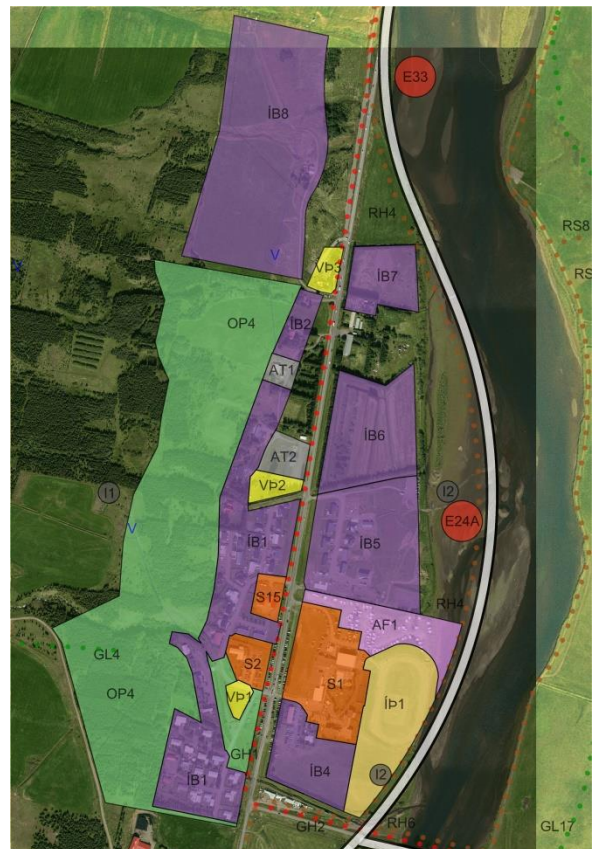 E33
ÍB8
RH4
RS8
V
VÞ3
ÍB7
V
RS
OP4
ÍB2
AT1
ÍB6
AT2
VÞ2
I1
I2
E24A
V
ÍB1
ÍB5
S15
RH4
AF1
GL4
S2
S1
OP4
VÞ1
ÍÞ1
GH
ÍB1
ÍB4
I2
GH2
RH6
GL17